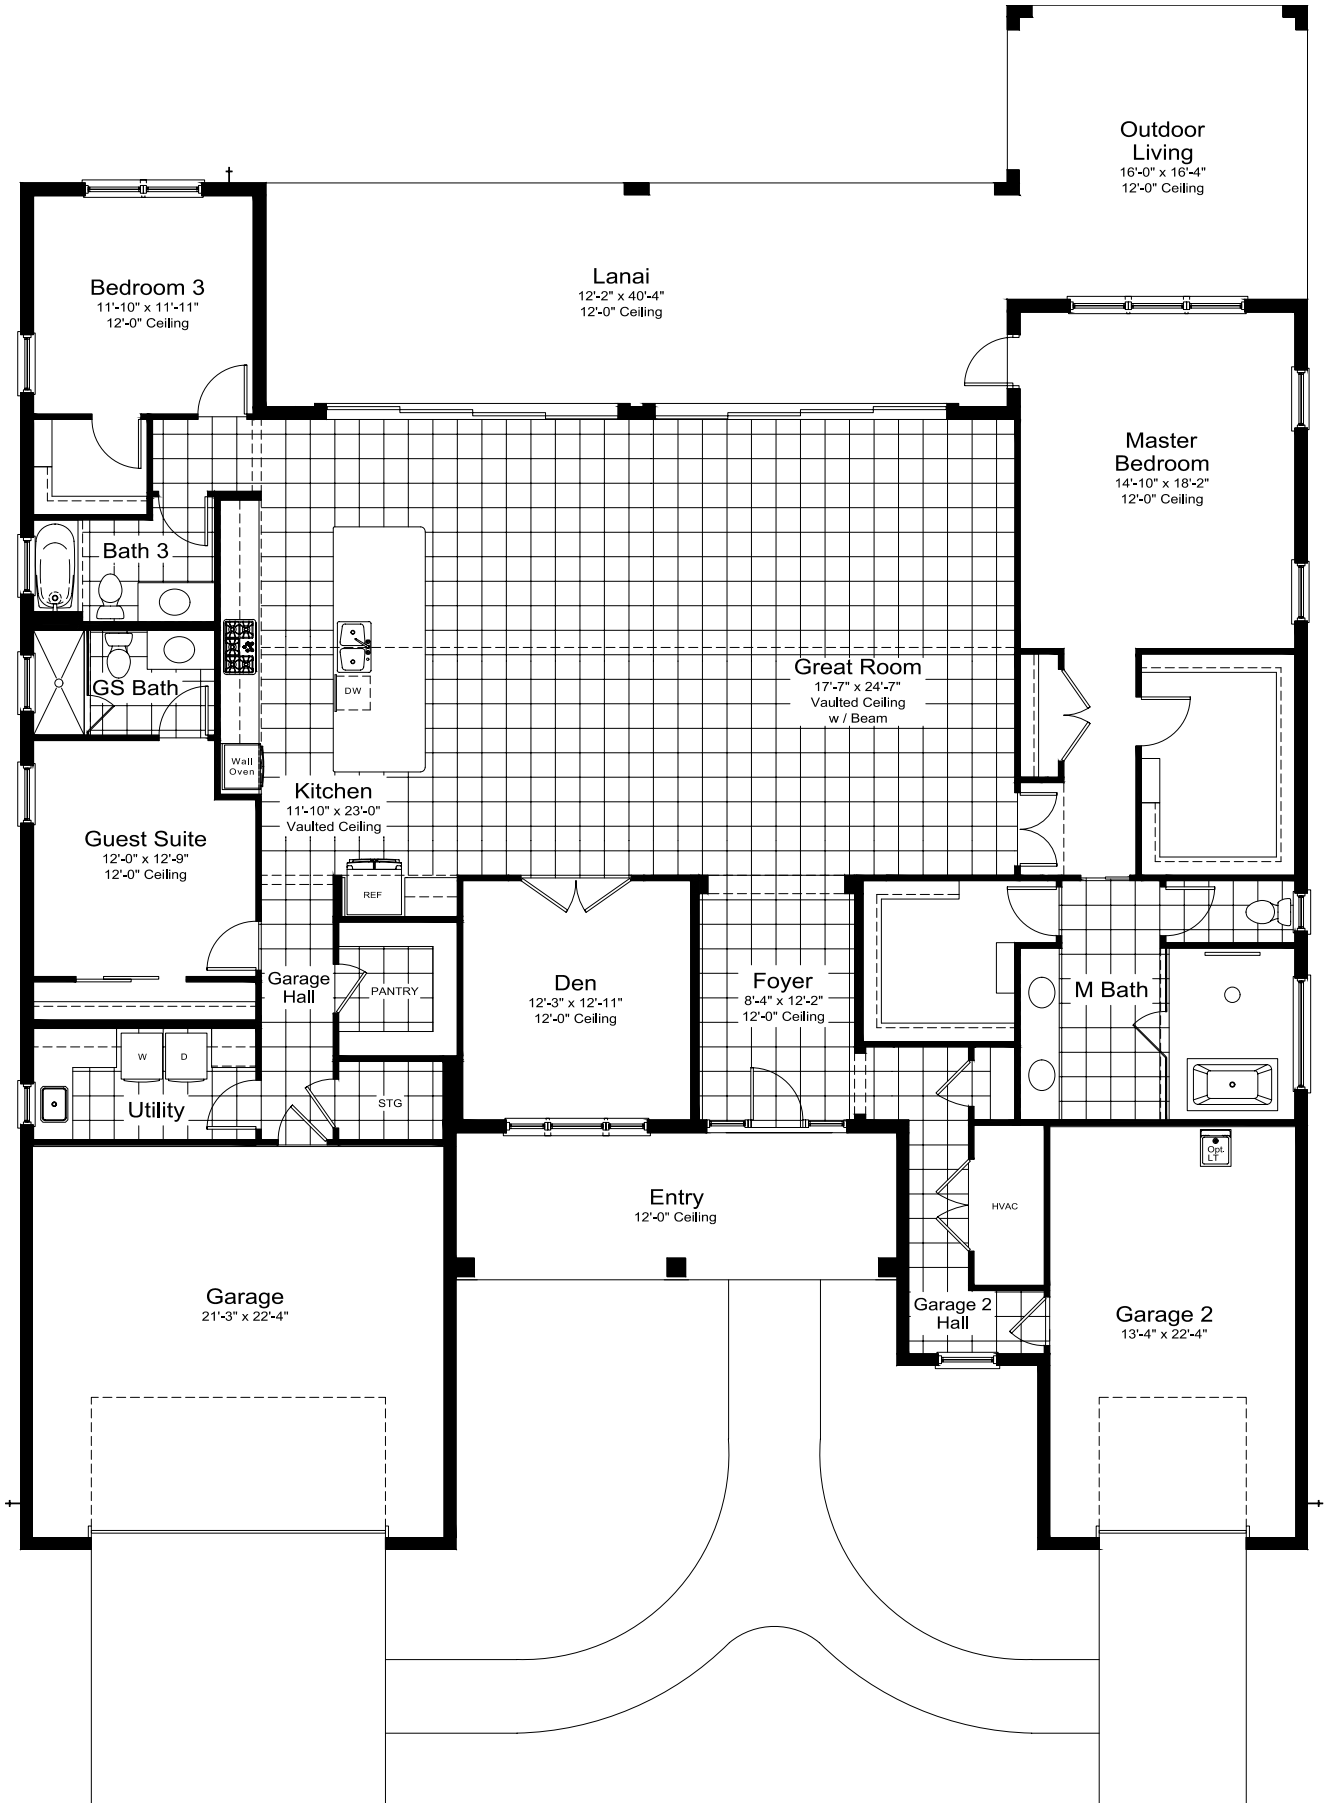 Outdoor
Living
16'-0" x 16'-4"
12'-0" Ceiling
Bedroom 3
11'-10" x 11'-11"
12'-0" Ceiling
Lanai
12'-2" x 40'-4"
12'-0" Ceiling
Master
Bedroom
14'-10" x 18'-2"
12'-0" Ceiling
Bath 3
GS Bath
DW
Great Room
17'-7" x 24'-7"
Vaulted Ceiling
w / Beam
Wall
Oven
Kitchen
11'-10" x 23'-0"
Vaulted Ceiling
Guest Suite
12'-0" x 12'-9"
12'-0" Ceiling
REF
Garage
Hall
PANTRY
Den
12'-3" x 12'-11"
12'-0" Ceiling
Foyer
8'-4" x 12'-2"
12'-0" Ceiling
M Bath
W
D
Utility
STG
Opt.
LT
Entry
12'-0" Ceiling
HVAC
Garage
21'-3" x 22'-4"
Garage 2
Hall
Garage 2
13'-4" x 22'-4"